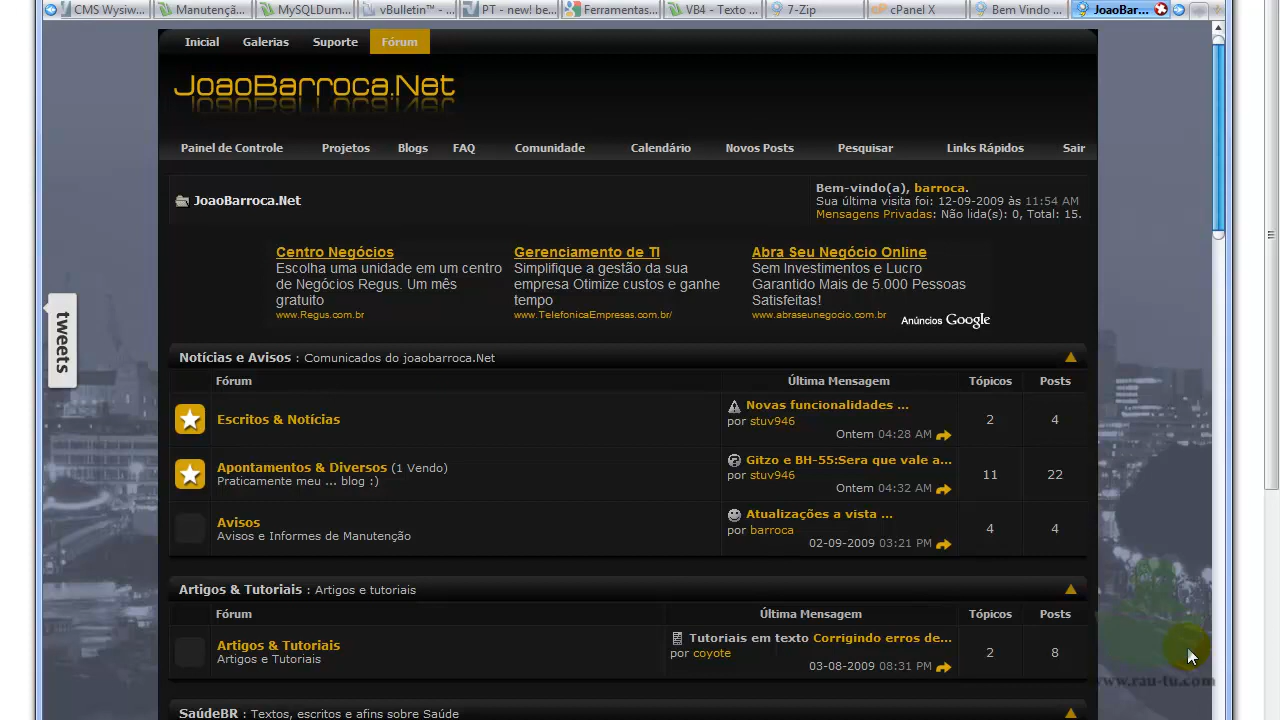 CMS Wysiw... Manutençã... MySQLDum... vBulletin™ -... PT - new! be... Ferramentas... VB4 - Texto ... 7-Zip cPanel X Bem Vindo ... JoaoBar...
Inicial Galerias Suporte Fórum
JoaoBarroca.Net
Painel de Controle Projetos Blogs FAQ Comunidade Calendário Novos Posts Pesquisar Links Rápidos Sair
JoaoBarroca.Net
Bem-vindo(a), barroca.
Sua última visita foi: 12-09-2009 às 11:54 AM
Mensagens Privadas: Não lida(s): 0, Total: 15.
Centro Negócios
Escolha uma unidade em um centro
de Negócios Regus. Um mês
gratuito
www.Regus.com.br
Gerenciamento de TI
Simplifique a gestão da sua
empresa Otimize custos e ganhe
tempo
www.TelefonicaEmpresas.com.br/
Abra Seu Negócio Online
Sem Investimentos e Lucro
Garantido Mais de 5.000 Pessoas
Satisfeitas!
www.abraseunegocio.com.br
Anúncios Google
tweets
Notícias e Avisos : Comunicados do joaobarroca.Net
Fórum Última Mensagem Tópicos Posts
Escritos & Notícias
Novas funcionalidades ...
por stuv946
Ontem 04:28 AM
2 4
Apontamentos & Diversos (1 Vendo)
Praticamente meu ... blog :)
Gitzo e BH-55:Sera que vale a...
por stuv946
Ontem 04:32 AM
11 22
Avisos
Avisos e Informes de Manutenção
Atualizações a vista ...
por barroca
02-09-2009 03:21 PM
4 4
Artigos & Tutoriais : Artigos e tutoriais
Fórum Última Mensagem Tópicos Posts
Artigos & Tutoriais
Artigos e Tutoriais
Tutoriais em texto Corrigindo erros de...
por coyote
03-08-2009 08:31 PM
2 8
www.rau-tu.com
SaúdeBR : Textos, escritos e afins sobre Saúde